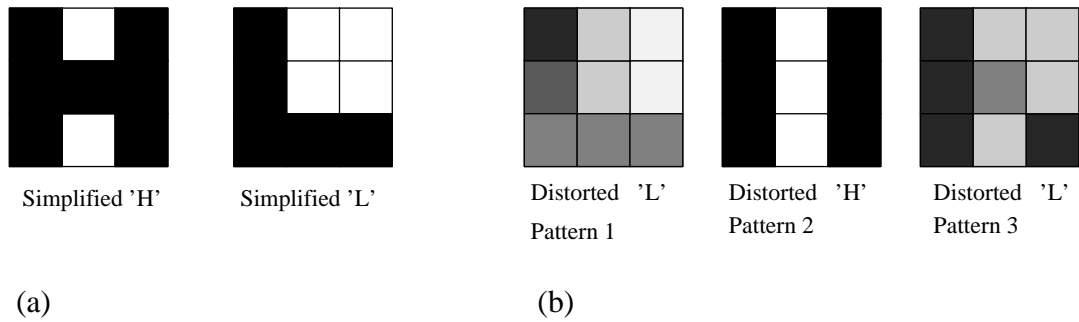 Simplified ’H’
Simplified ’L’
Distorted ’L’
Pattern 1
Distorted ’H’
Pattern 2
Distorted ’L’
Pattern 3
(a)
(b)